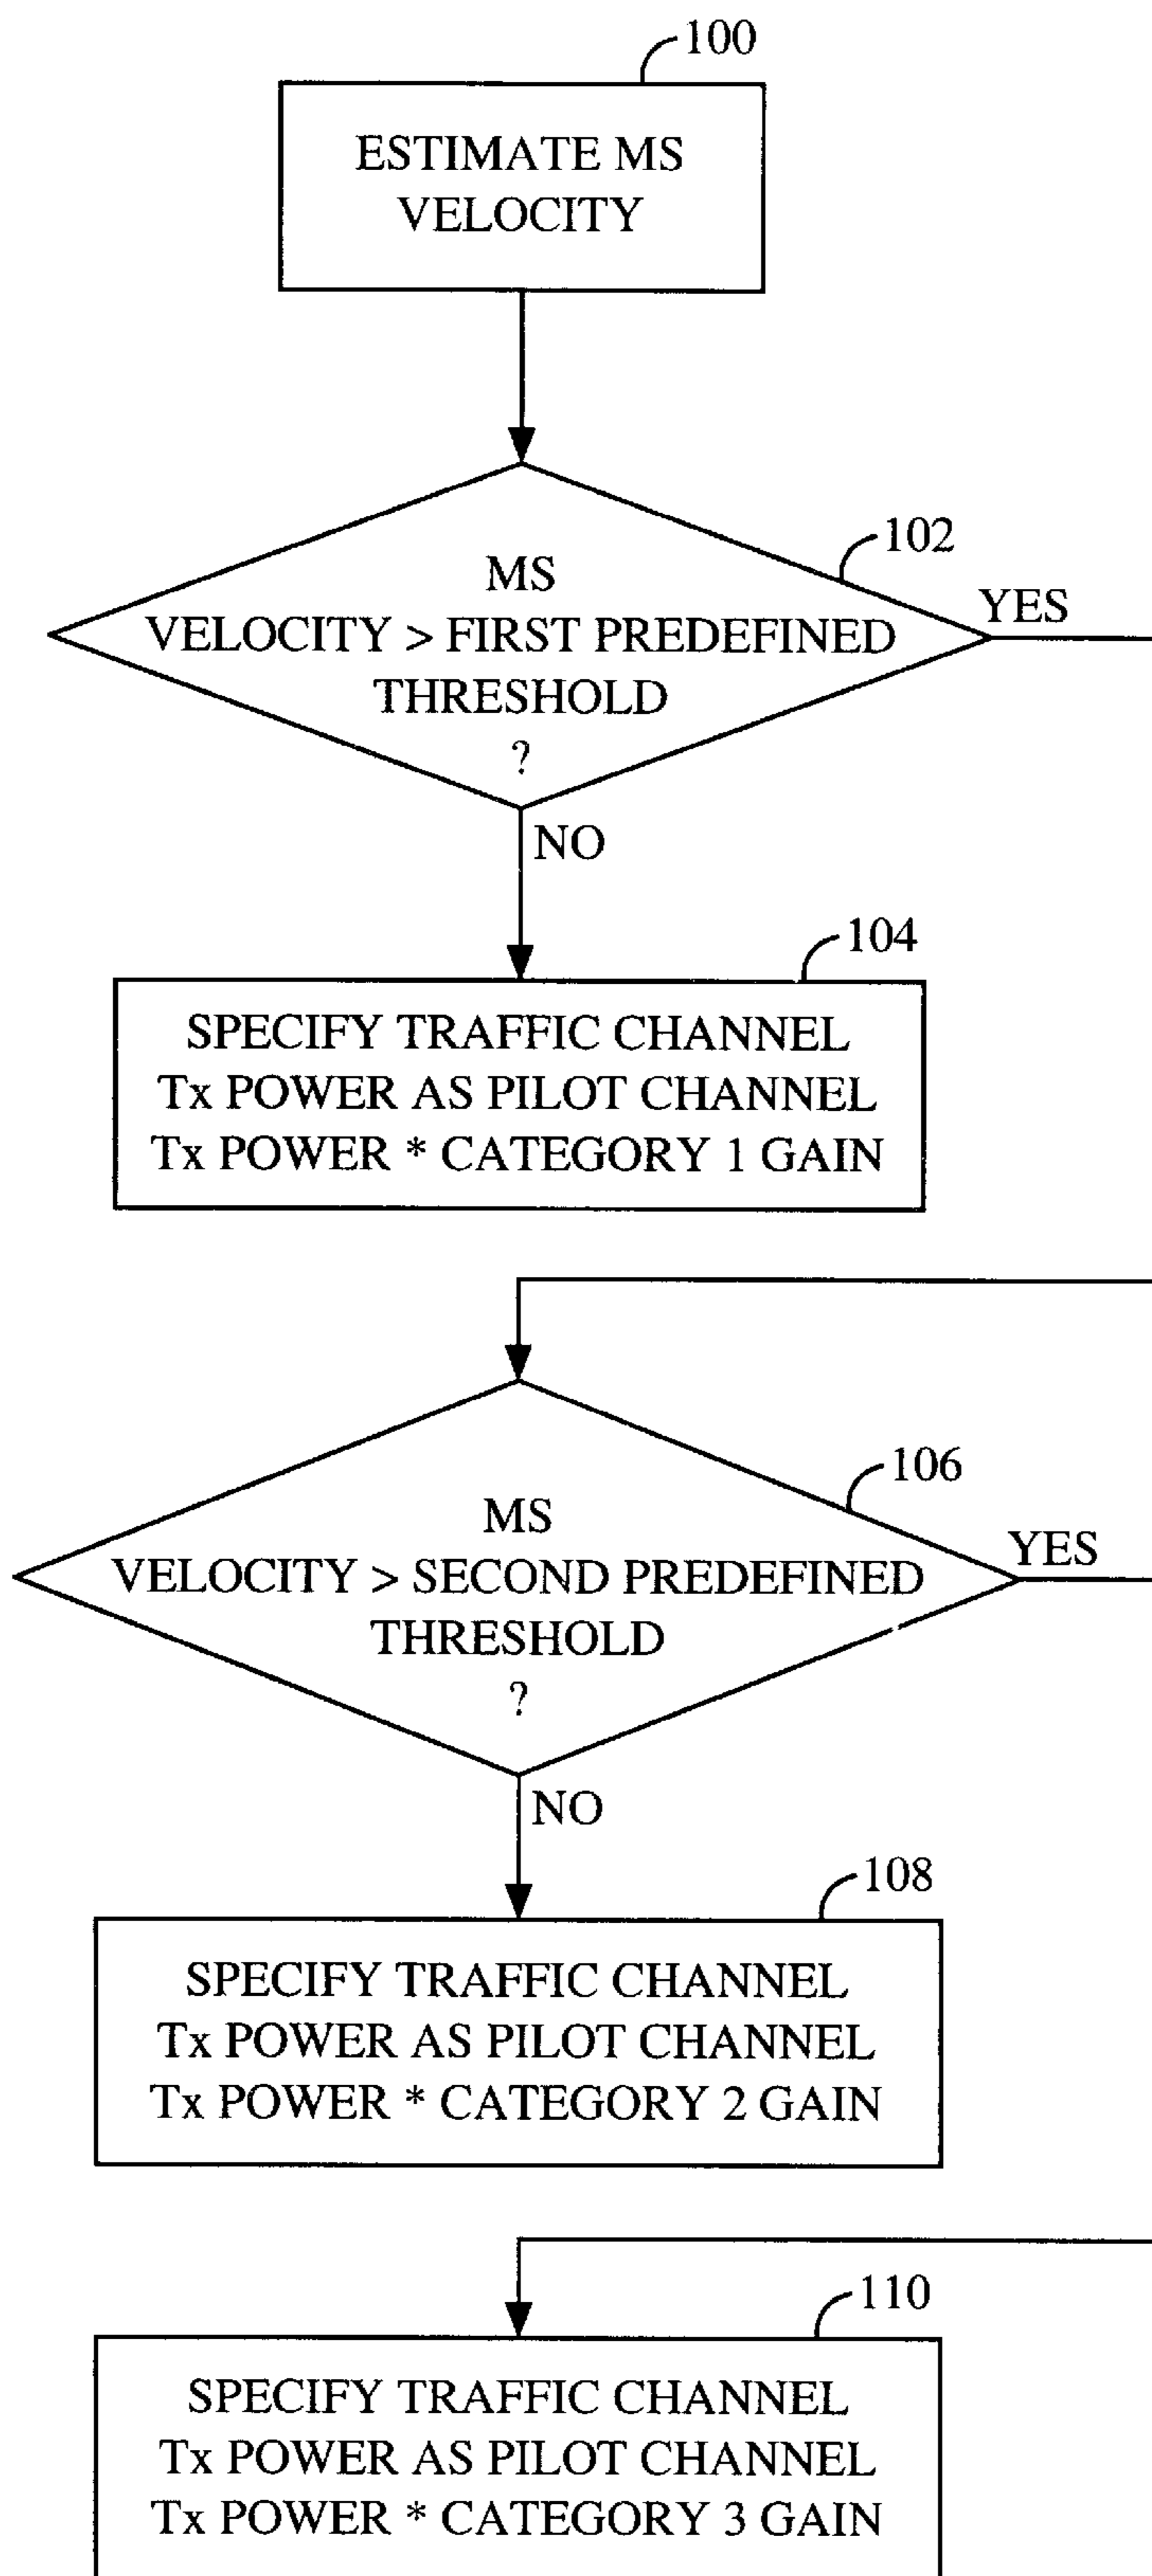 100
ESTIMATE MS
VELOCITY
102
MS
VELOCITY > FIRST PREDEFINED
THRESHOLD
?
YES
NO
104
SPECIFY TRAFFIC CHANNEL
Tx POWER AS PILOT CHANNEL
Tx POWER * CATEGORY 1 GAIN
106
MS
VELOCITY > SECOND PREDEFINED
THRESHOLD
?
YES
NO
108
SPECIFY TRAFFIC CHANNEL
Tx POWER AS PILOT CHANNEL
Tx POWER * CATEGORY 2 GAIN
110
SPECIFY TRAFFIC CHANNEL
Tx POWER AS PILOT CHANNEL
Tx POWER * CATEGORY 3 GAIN